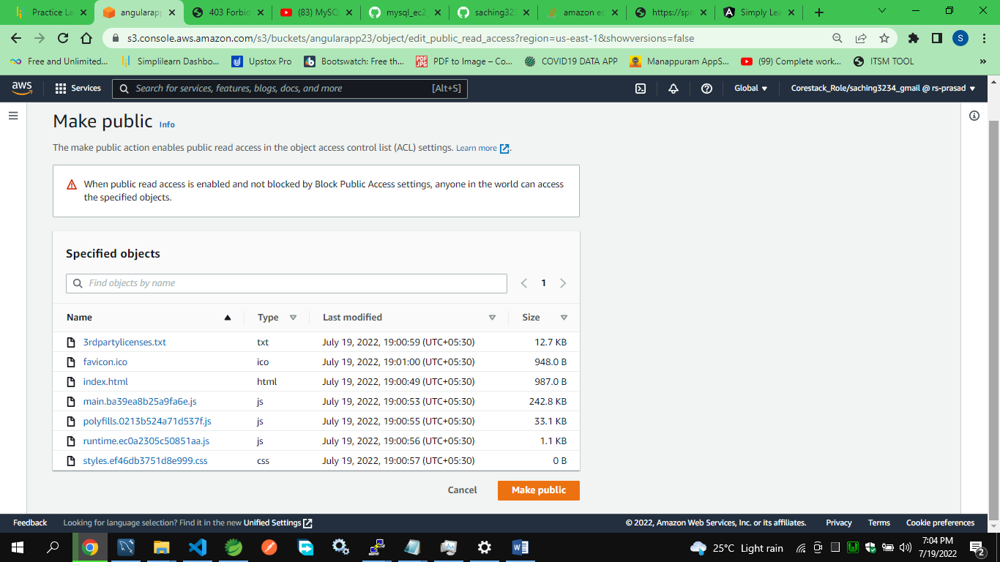 Practice La
angularapp
403 Forbid
(83) MySQ
mysql_ec2
saching323
amazon ec
https://spr
Simply Lea
s3.console.aws.amazon.com/s3/buckets/angularapp23/object/edit_public_read_access?region=us-east-1&showversions=false
S
Free and Unlimited...
Simplilearn Dashbo...
Upstox Pro
Bootswatch: Free th...
PDF to Image – Co...
COVID19 DATA APP
Manappuram AppS...
(99) Complete work...
ITSM TOOL
»
aws
Services
Search for services, features, blogs, docs, and more
[Alt+S]
Global
Corestack_Role/saching3234_gmail @ rs-prasad
Make public Info
The make public action enables public read access in the object access control list (ACL) settings. Learn more.
When public read access is enabled and not blocked by Block Public Access settings, anyone in the world can access
the specified objects.
Specified objects
Find objects by name
1
Name Type Last modified Size
3rdpartylicenses.txt txt July 19, 2022, 19:00:59 (UTC+05:30) 12.7 KB
favicon.ico ico July 19, 2022, 19:01:00 (UTC+05:30) 948.0 B
index.html html July 19, 2022, 19:00:49 (UTC+05:30) 987.0 B
main.ba39ea8b25a9fa6e.js js July 19, 2022, 19:00:53 (UTC+05:30) 242.8 KB
polyfills.0213b524a71d537f.js js July 19, 2022, 19:00:55 (UTC+05:30) 33.1 KB
runtime.ec0a2305c50851aa.js js July 19, 2022, 19:00:56 (UTC+05:30) 1.1 KB
styles.ef46db3751d8e999.css css July 19, 2022, 19:00:57 (UTC+05:30) 0 B
Cancel
Make public
Feedback
Looking for language selection? Find it in the new Unified Settings
© 2022, Amazon Web Services, Inc. or its affiliates.
Privacy
Terms
Cookie preferences
25°C Light rain
7:04 PM
7/19/2022
2